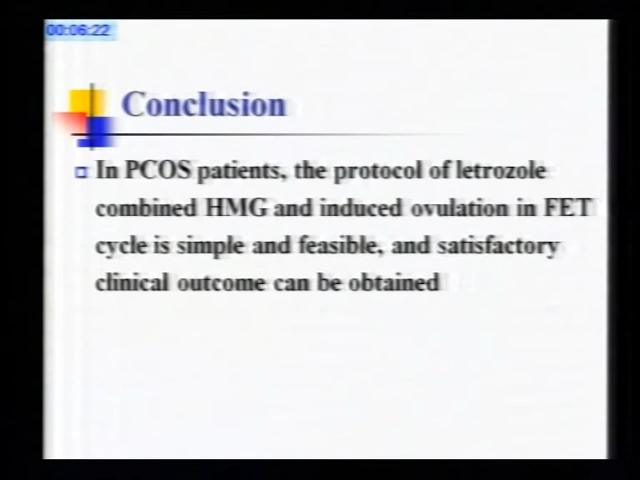 00:06:22
Conclusion
In PCOS patients, the protocol of letrozole
combined HMG and induced ovulation in FET
cycle is simple and feasible, and satisfactory
clinical outcome can be obtained